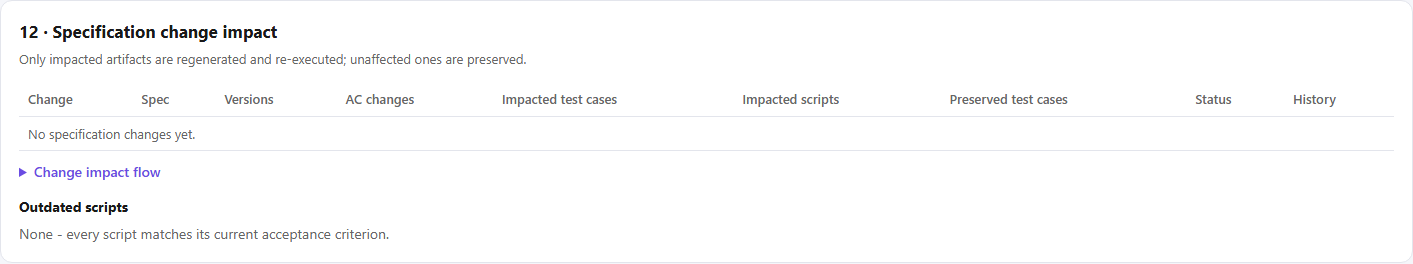 12 · Specification change impact
Only impacted artifacts are regenerated and re-executed; unaffected ones are preserved.
Change Spec Versions AC changes Impacted test cases Impacted scripts Preserved test cases Status History
No specification changes yet.
Change impact flow
Outdated scripts
None - every script matches its current acceptance criterion.